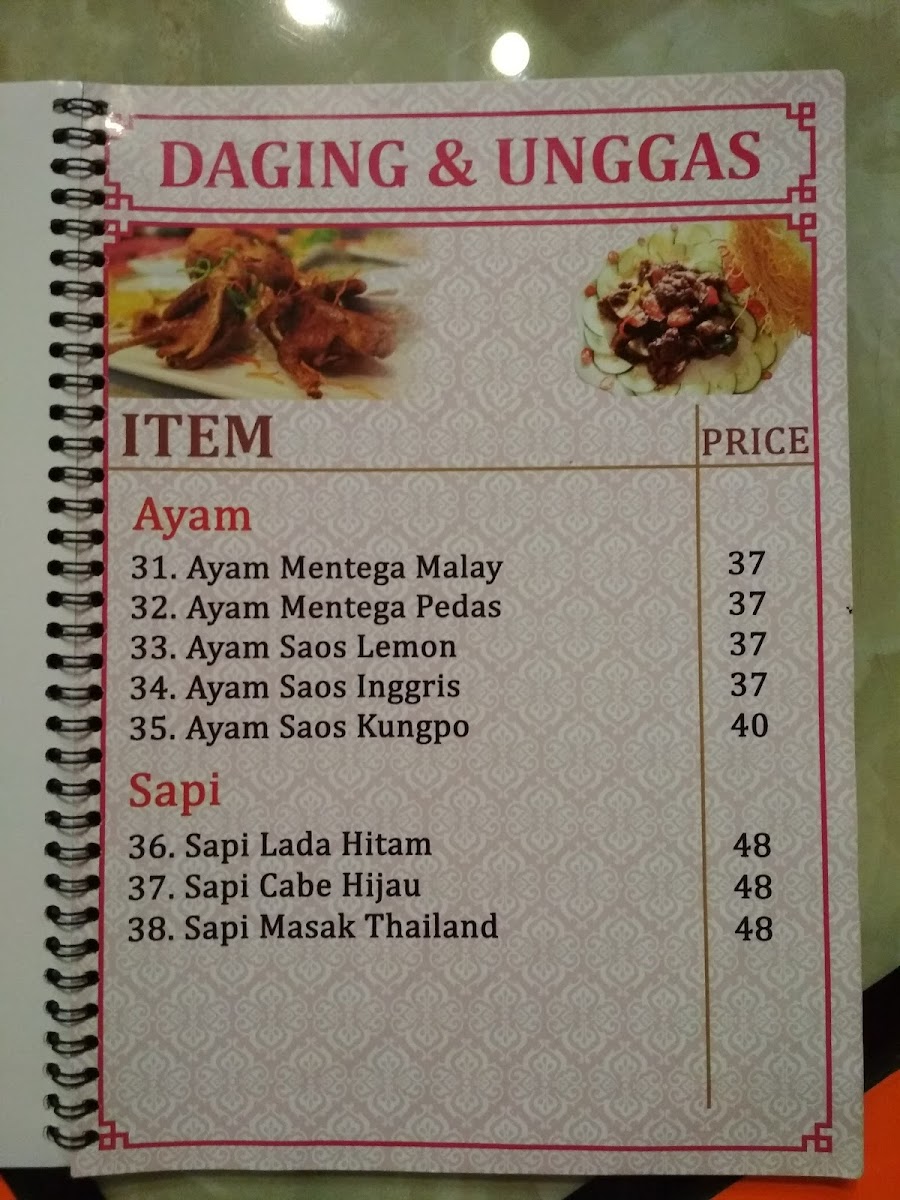 DAGING & UNGGAS
ITEM PRICE
Ayam
31. Ayam Mentega Malay 37
32. Ayam Mentega Pedas 37
33. Ayam Saos Lemon 37
34. Ayam Saos Inggris 37
35. Ayam Saos Kungpo 40
Sapi
36. Sapi Lada Hitam 48
37. Sapi Cabe Hijau 48
38. Sapi Masak Thailand 48